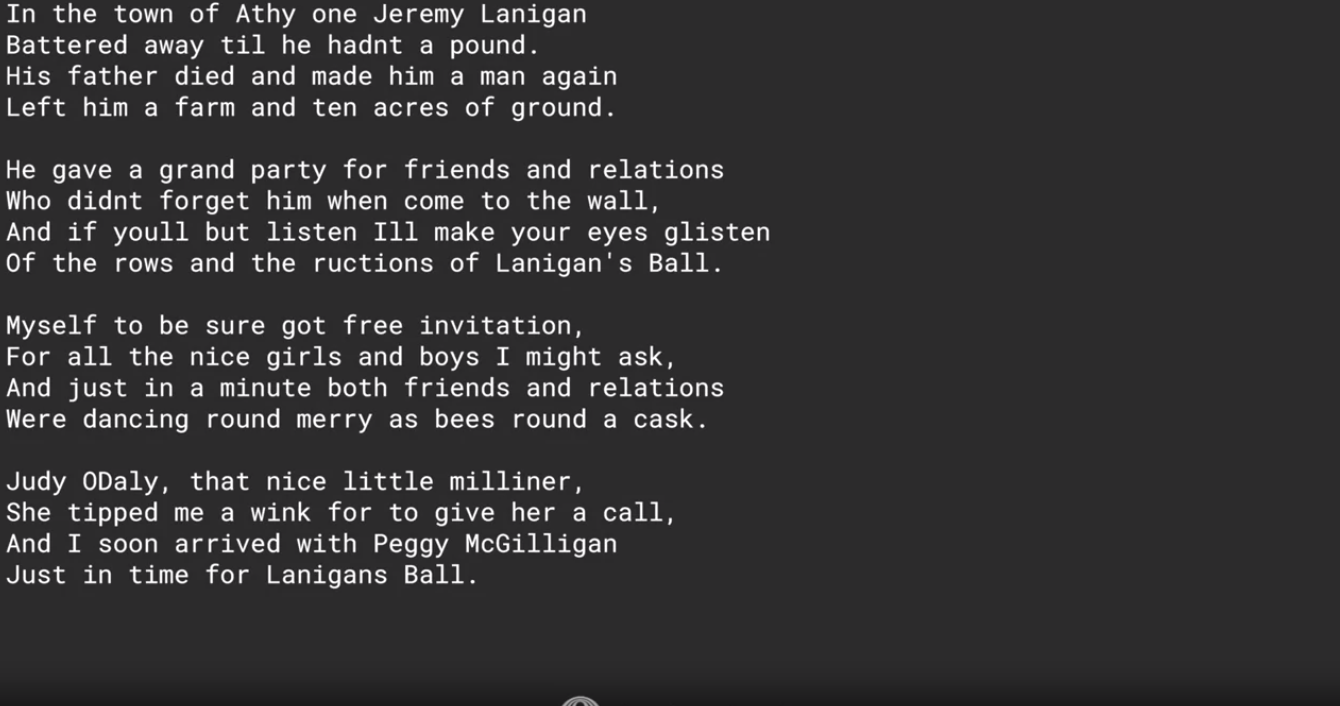 In the town of Athy one Jeremy Lanigan
Battered away til he hadnt a pound.
His father died and made him a man again
Left him a farm and ten acres of ground.
He gave a grand party for friends and relations
Who didnt forget him when come to the wall,
And if youll but listen Ill make your eyes glisten
Of the rows and the ructions of Lanigan's Ball.
Myself to be sure got free invitation,
For all the nice girls and boys I might ask,
And just in a minute both friends and relations
Were dancing round merry as bees round a cask.
Judy ODaly, that nice little milliner,
She tipped me a wink for to give her a call,
And I soon arrived with Peggy McGilligan
Just in time for Lanigans Ball.